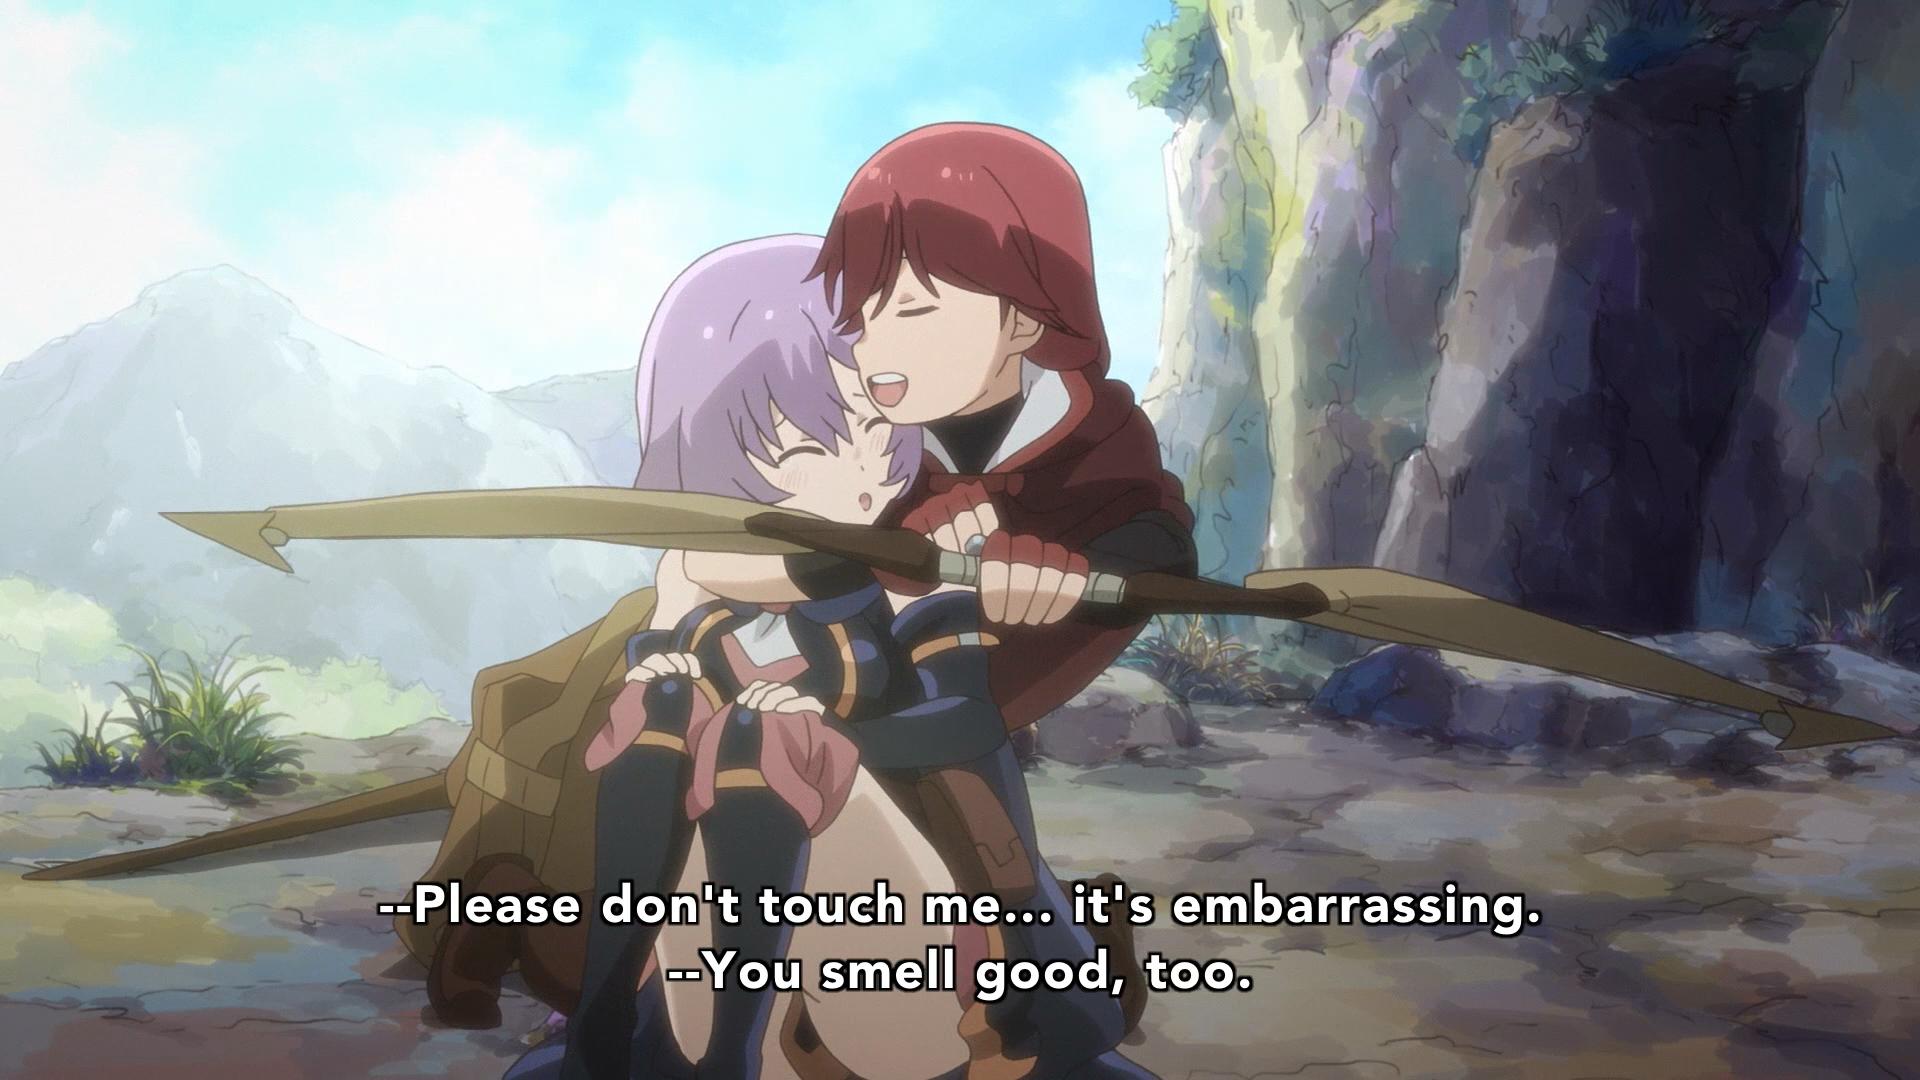 --Please don't touch me... it's embarrassing.
--You smell good, too.